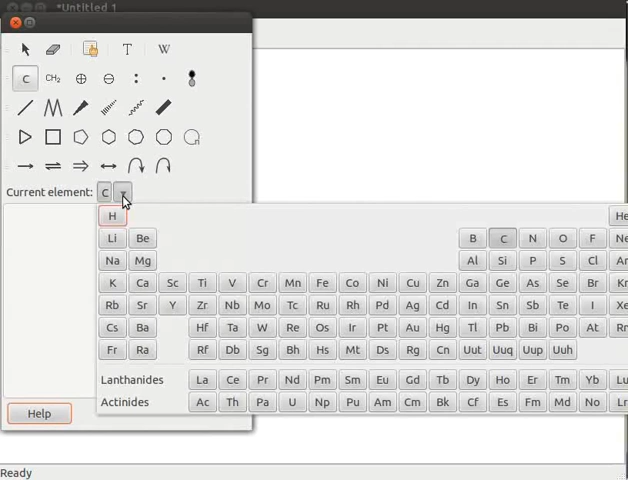 *Untitled 1
T W
C CH₂
n
Current element: C
H He
Li Be B C N O F Ne
Na Mg Al Si P S Cl Ar
K Ca Sc Ti V Cr Mn Fe Co Ni Cu Zn Ga Ge As Se Br Kr
Rb Sr Y Zr Nb Mo Tc Ru Rh Pd Ag Cd In Sn Sb Te I Xe
Cs Ba Hf Ta W Re Os Ir Pt Au Hg Tl Pb Bi Po At Rn
Fr Ra Rf Db Sg Bh Hs Mt Ds Rg Cn Uut Uuq Uup Uuh
Lanthanides La Ce Pr Nd Pm Sm Eu Gd Tb Dy Ho Er Tm Yb Lu
Actinides Ac Th Pa U Np Pu Am Cm Bk Cf Es Fm Md No Lr
Help
Ready